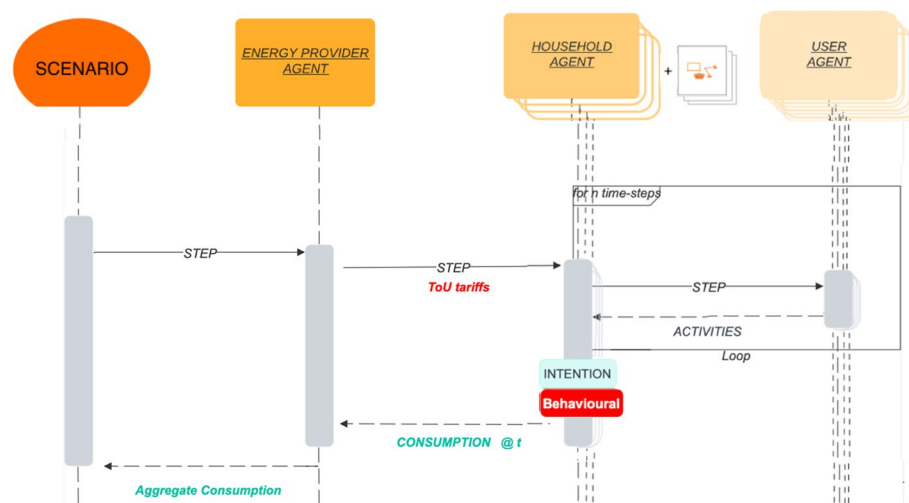 SCENARIO
ENERGY PROVIDER
AGENT
HOUSEHOLD
AGENT
+
USER
AGENT
for n time-steps
STEP
STEP
ToU tariffs
STEP
ACTIVITIES
Loop
INTENTION
Behavioural
CONSUMPTION @ t
Aggregate Consumption